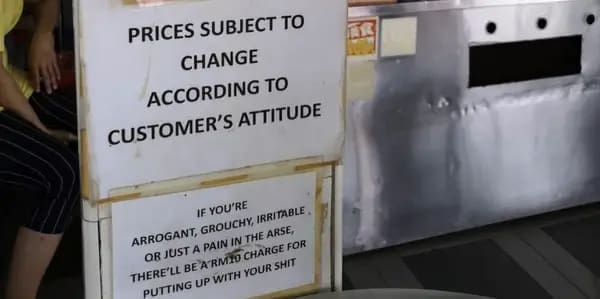 PRICES SUBJECT TO
CHANGE
ACCORDING TO
CUSTOMER'S ATTITUDE
IF YOU'RE
ARROGANT, GROUCHY, IRRITABLE
OR JUST A PAIN IN THE ARSE,
THERE'LL BE A RM10 CHARGE FOR
PUTTING UP WITH YOUR SHIT